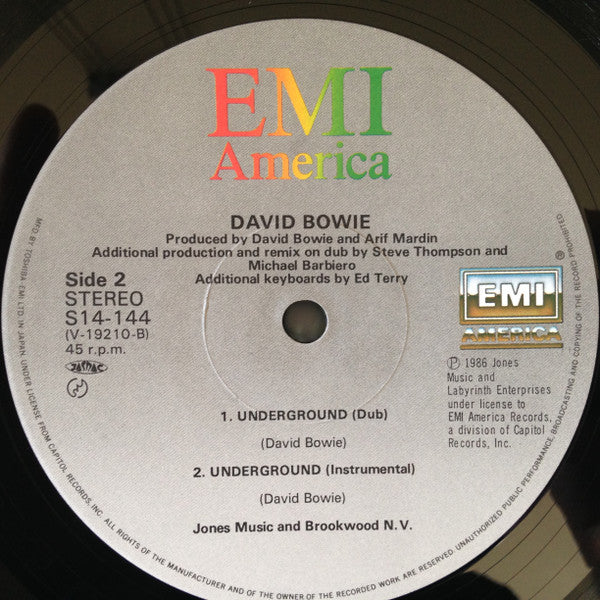 EMI
America
DAVID BOWIE
Produced by David Bowie and Arif Mardin
Additional production and remix on dub by Steve Thompson and
Michael Barbiero
Additional keyboards by Ed Terry
Side 2
STEREO
S14-144
(V-19210-B)
45 r.p.m.
JASRAC
EMI
AMERICA
Ⓟ 1986 Jones
Music and
Labyrinth Enterprises
under license to
EMI America Records,
a division of Capitol
Records, Inc.
1. UNDERGROUND (Dub)
(David Bowie)
2. UNDERGROUND (Instrumental)
(David Bowie)
Jones Music and Brookwood N.V.
MFD. BY TOSHIBA-EMI LTD. IN JAPAN UNDER LICENSE FROM CAPITOL RECORDS, INC. ALL RIGHTS OF THE MANUFACTURER AND OF THE OWNER OF THE RECORDED WORK ARE RESERVED. UNAUTHORIZED PUBLIC PERFORMANCE, BROADCASTING AND COPYING OF THE RECORD PROHIBITED.
®